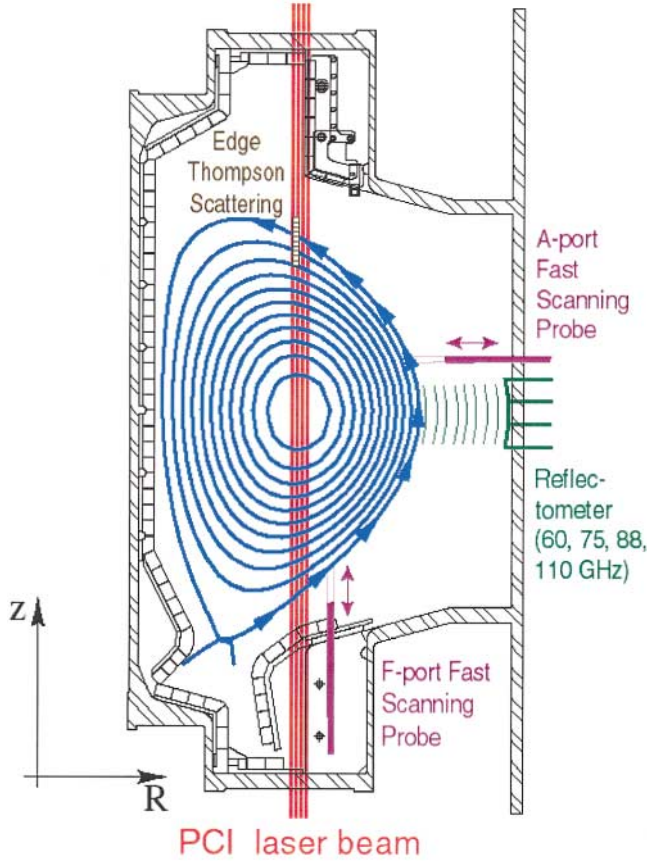 Edge
Thompson
Scattering
A-port
Fast
Scanning
Probe
Reflec-
tometer
(60, 75, 88,
110 GHz)
z
R
F-port Fast
Scanning
Probe
PCI laser beam